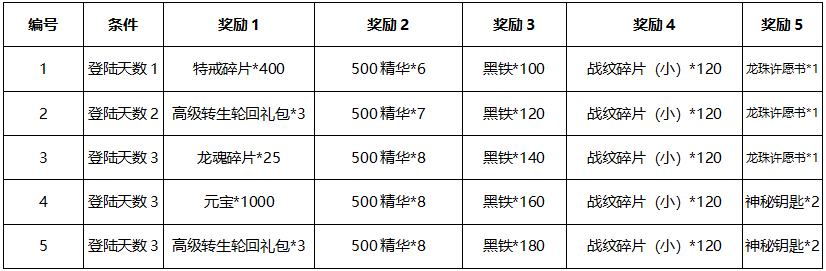 编号 条件 奖励 1 奖励 2 奖励 3 奖励 4 奖励 5
1 登陆天数 1 特戒碎片*400 500 精华*6 黑铁*100 战纹碎片（小）*120 龙珠许愿书*1
2 登陆天数 2 高级转生轮回礼包*3 500 精华*7 黑铁*120 战纹碎片（小）*120 龙珠许愿书*1
3 登陆天数 3 龙魂碎片*25 500 精华*8 黑铁*140 战纹碎片（小）*120 龙珠许愿书*1
4 登陆天数 3 元宝*1000 500 精华*8 黑铁*160 战纹碎片（小）*120 神秘钥匙*2
5 登陆天数 3 高级转生轮回礼包*3 500 精华*8 黑铁*180 战纹碎片（小）*120 神秘钥匙*2